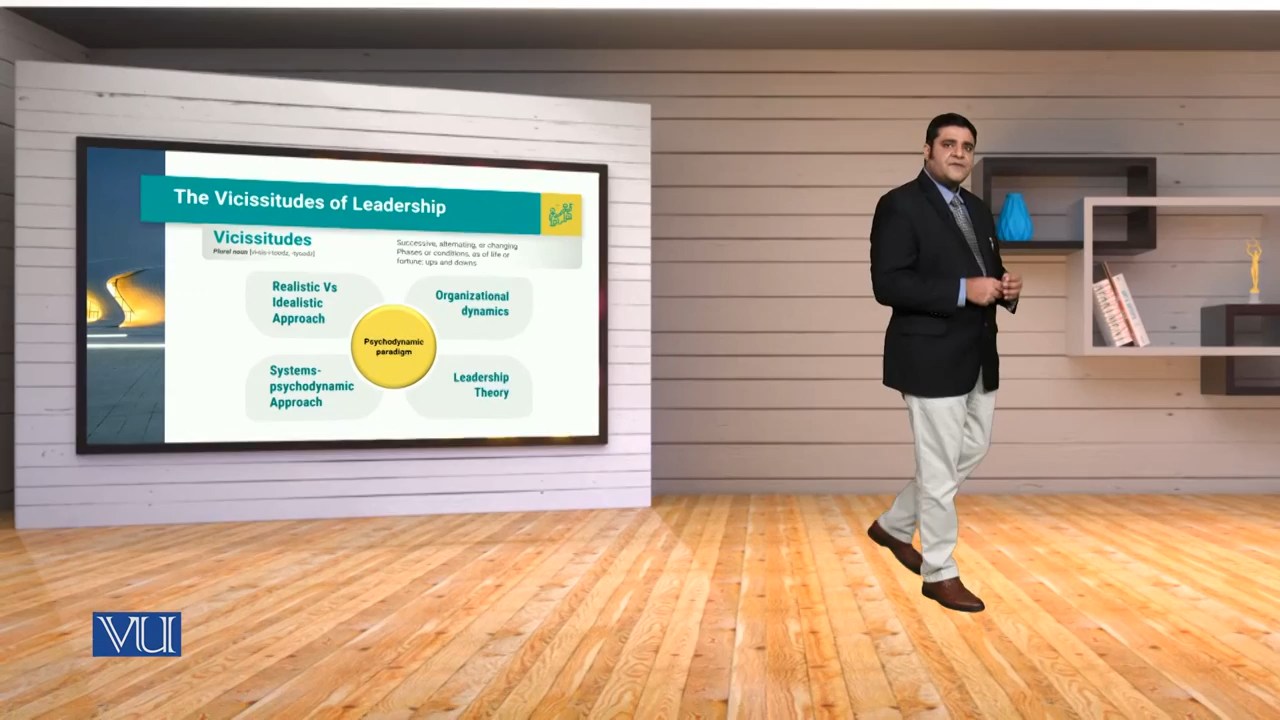 The Vicissitudes of Leadership
Vicissitudes
Plural noun
Successive, alternating, or changing
Phases or conditions, as of life or
fortune: ups and downs
Realistic Vs
Idealistic
Approach
Organizational
dynamics
Psychodynamic
paradigm
Systems-
psychodynamic
Approach
Leadership
Theory
VU